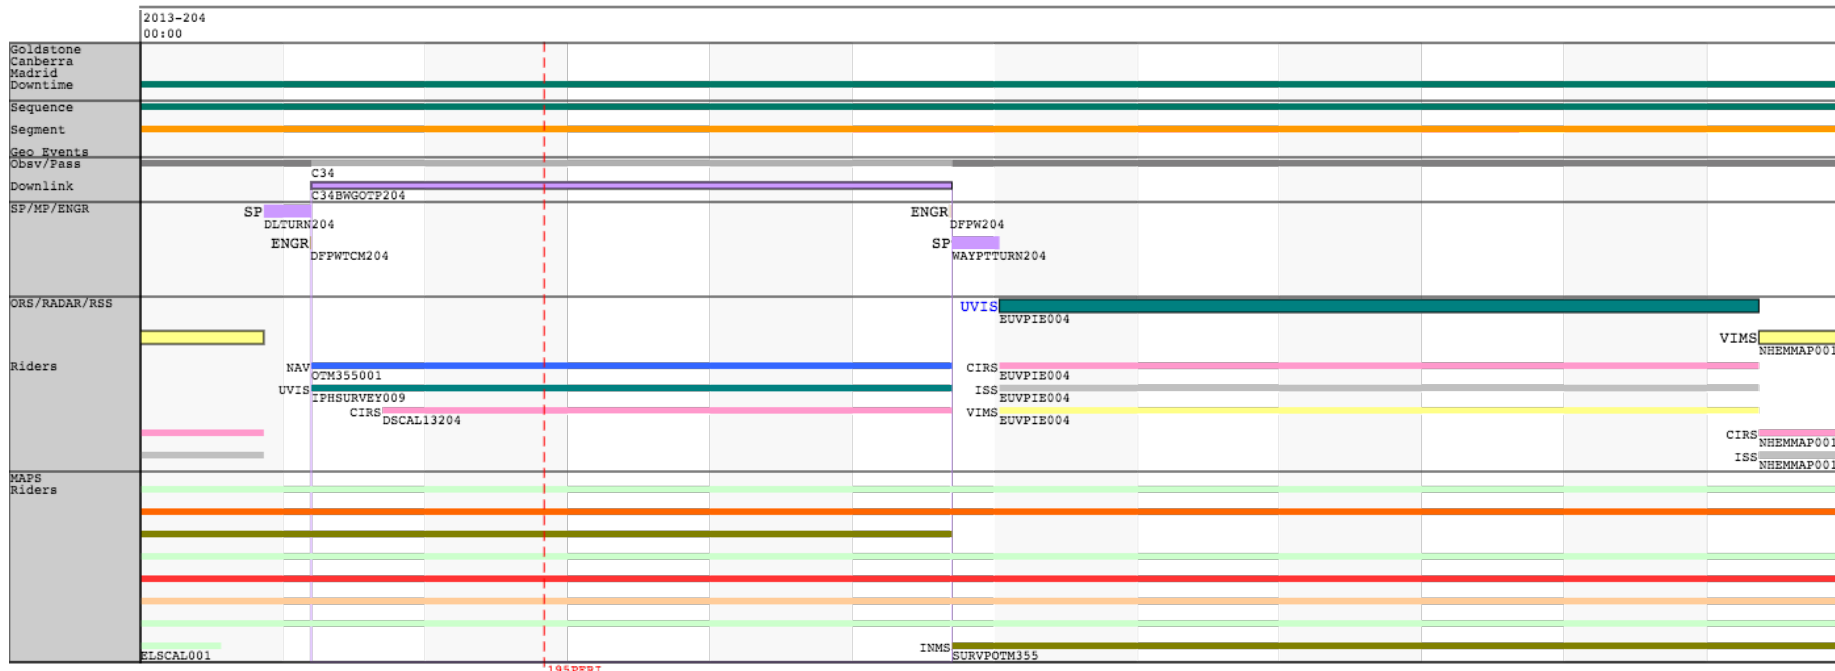 2013-204
00:00
Goldstone
Canberra
Madrid
Downtime
Sequence
Segment
Geo Events
Obsv/Pass
C34
Downlink
C34BWGOTP204
SP/MP/ENGR
SP
DLTURN204
ENGR
DFPW204
ENGR
DFPWTCM204
SP
WAYPTTURN204
ORS/RADAR/RSS
UVIS
EUVPIE004
VIMS
NHEMMAP001
Riders
NAV
OTM355001
CIRS
EUVPIE004
UVIS
IPHSURVEY009
ISS
EUVPIE004
CIRS
DSCAL13204
VIMS
EUVPIE004
CIRS
NHEMMAP001
ISS
NHEMMAP001
MAPS
Riders
ELSCAL001
INMS
SURVPOTM355
195PERI